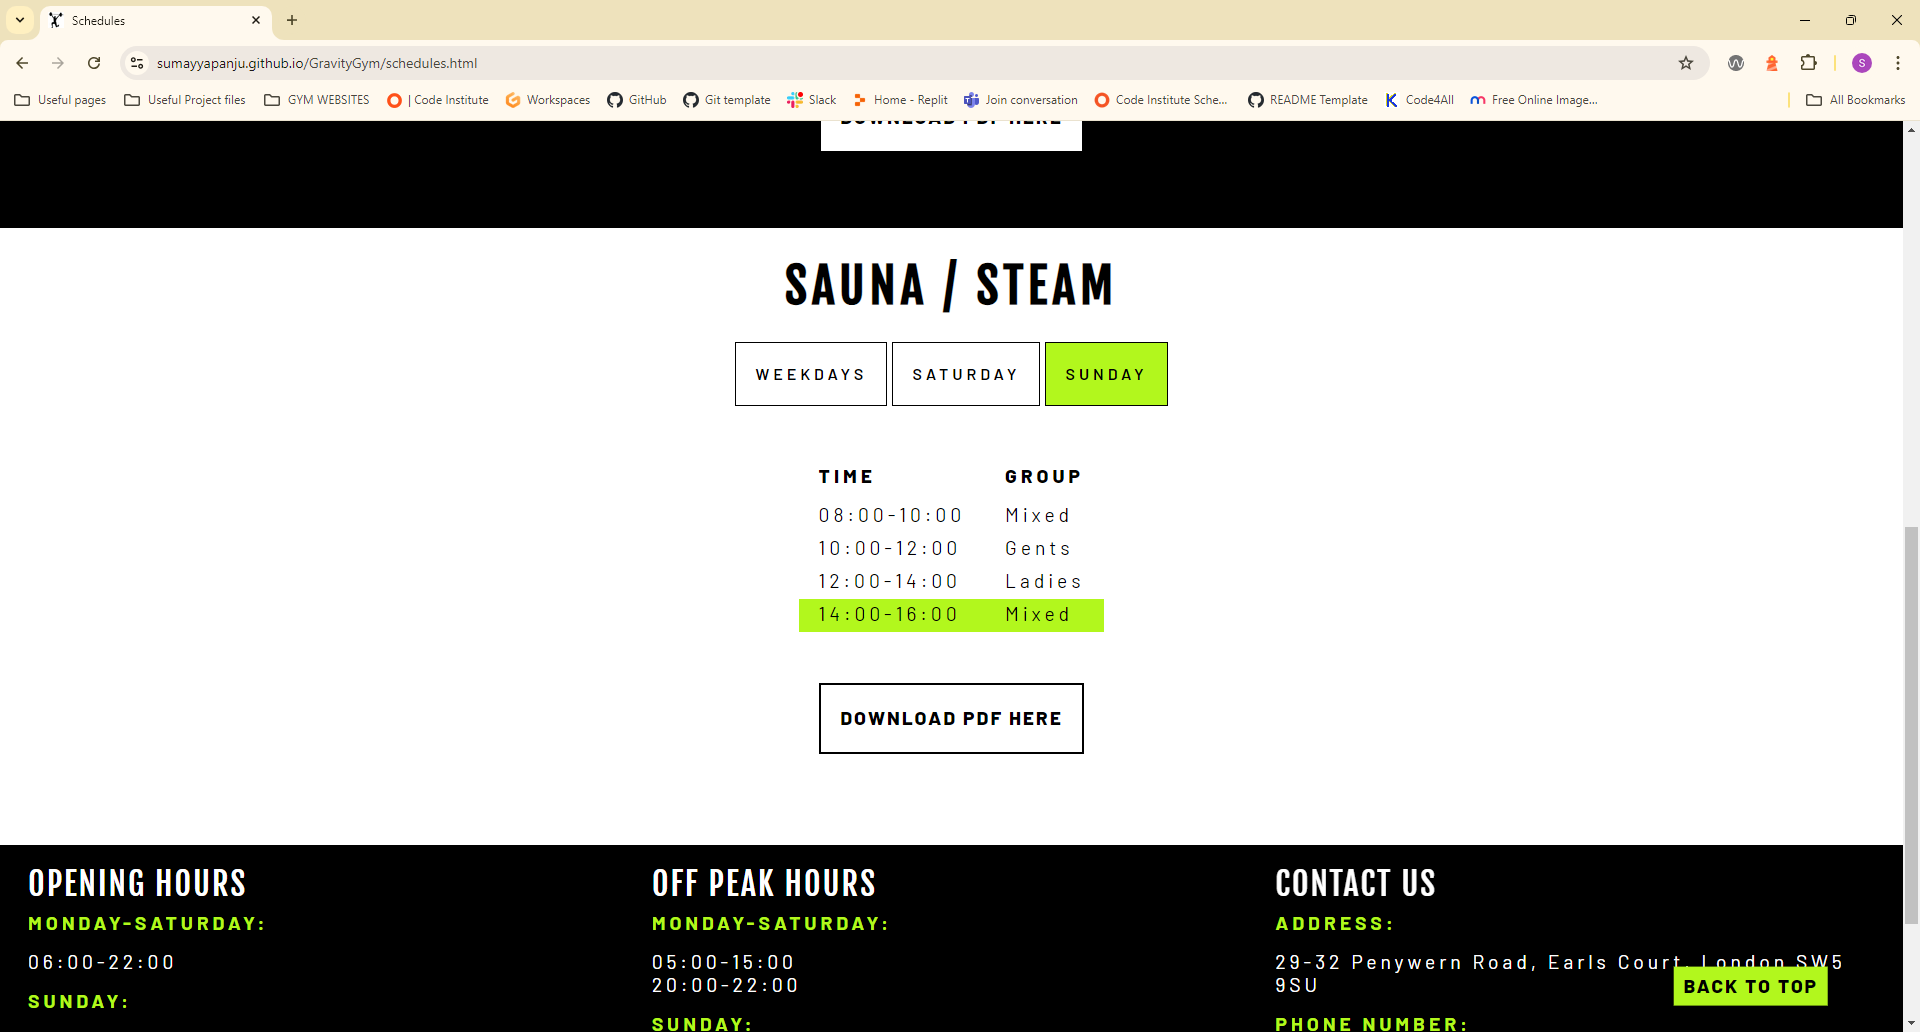 Schedules
sumayyapanju.github.io/GravityGym/schedules.html
S
Useful pages
Useful Project files
GYM WEBSITES
| Code Institute
Workspaces
GitHub
Git template
Slack
Home - Replit
Join conversation
Code Institute Sche...
README Template
Code4All
Free Online Image...
All Bookmarks
DOWNLOAD PDF HERE
SAUNA / STEAM
WEEKDAYS
SATURDAY
SUNDAY
TIME GROUP
08:00-10:00 Mixed
10:00-12:00 Gents
12:00-14:00 Ladies
14:00-16:00 Mixed
DOWNLOAD PDF HERE
OPENING HOURS
MONDAY-SATURDAY:
06:00-22:00
SUNDAY:
OFF PEAK HOURS
MONDAY-SATURDAY:
05:00-15:00
20:00-22:00
SUNDAY:
CONTACT US
ADDRESS:
29-32 Penywern Road, Earls Court, London SW5
9SU
PHONE NUMBER:
BACK TO TOP